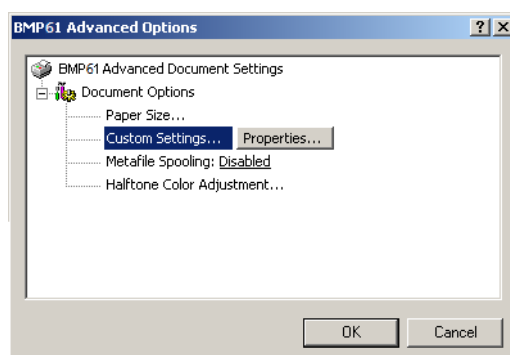 BMP61 Advanced Options
BMP61 Advanced Document Settings
Document Options
Paper Size...
Custom Settings... Properties...
Metafile Spooling: Disabled
Halftone Color Adjustment...
OK Cancel